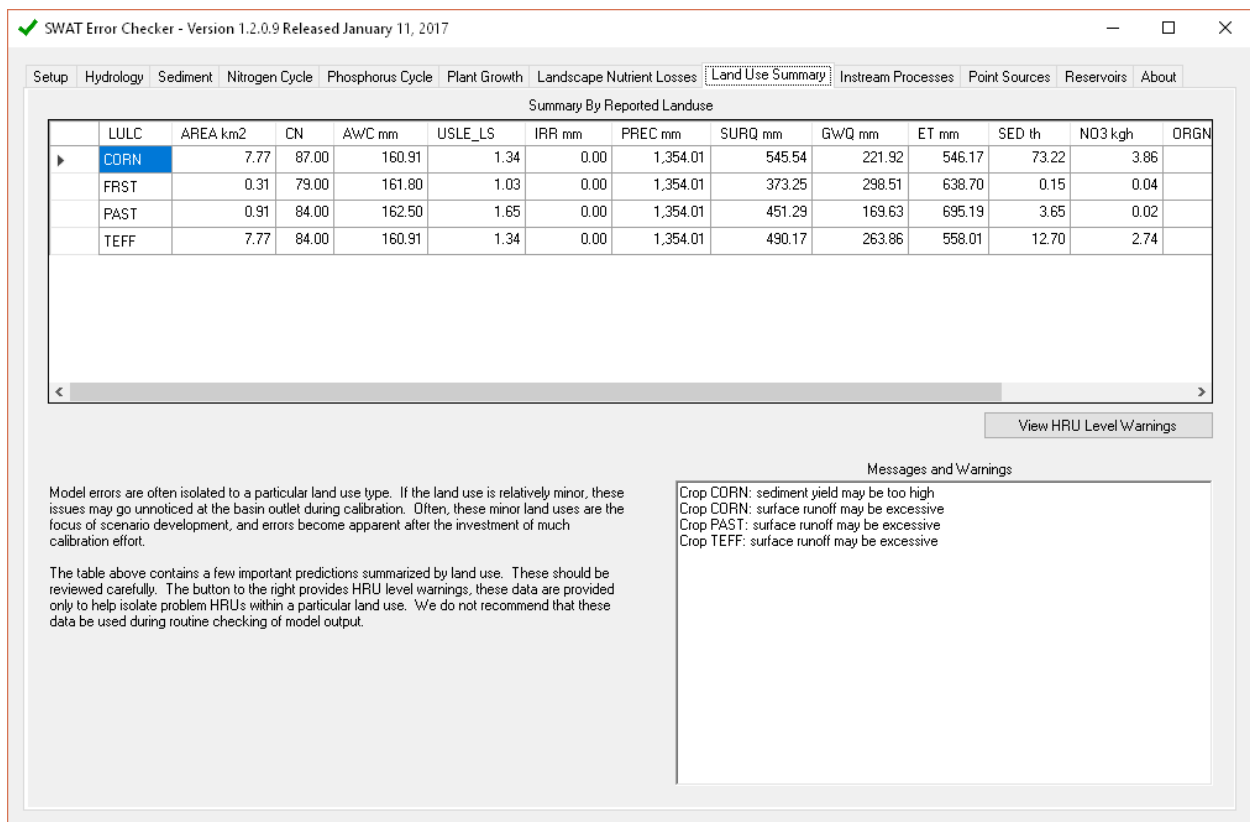 SWAT Error Checker - Version 1.2.0.9 Released January 11, 2017
Setup Hydrology Sediment Nitrogen Cycle Phosphorus Cycle Plant Growth Landscape Nutrient Losses Land Use Summary Instream Processes Point Sources Reservoirs About
Summary By Reported Landuse
LULC AREA km2 CN AWC mm USLE_LS IRR mm PREC mm SURQ mm GWQ mm ET mm SED th NO3 kgh ORGN
CORN 7.77 87.00 160.91 1.34 0.00 1,354.01 545.54 221.92 546.17 73.22 3.86
FRST 0.31 79.00 161.80 1.03 0.00 1,354.01 373.25 298.51 638.70 0.15 0.04
PAST 0.91 84.00 162.50 1.65 0.00 1,354.01 451.29 169.63 695.19 3.65 0.02
TEFF 7.77 84.00 160.91 1.34 0.00 1,354.01 490.17 263.86 558.01 12.70 2.74
View HRU Level Warnings
Model errors are often isolated to a particular land use type. If the land use is relatively minor, these
issues may go unnoticed at the basin outlet during calibration. Often, these minor land uses are the
focus of scenario development, and errors become apparent after the investment of much
calibration effort.
The table above contains a few important predictions summarized by land use. These should be
reviewed carefully. The button to the right provides HRU level warnings, these data are provided
only to help isolate problem HRUs within a particular land use. We do not recommend that these
data be used during routine checking of model output.
Messages and Warnings
Crop CORN: sediment yield may be too high
Crop CORN: surface runoff may be excessive
Crop PAST: surface runoff may be excessive
Crop TEFF: surface runoff may be excessive